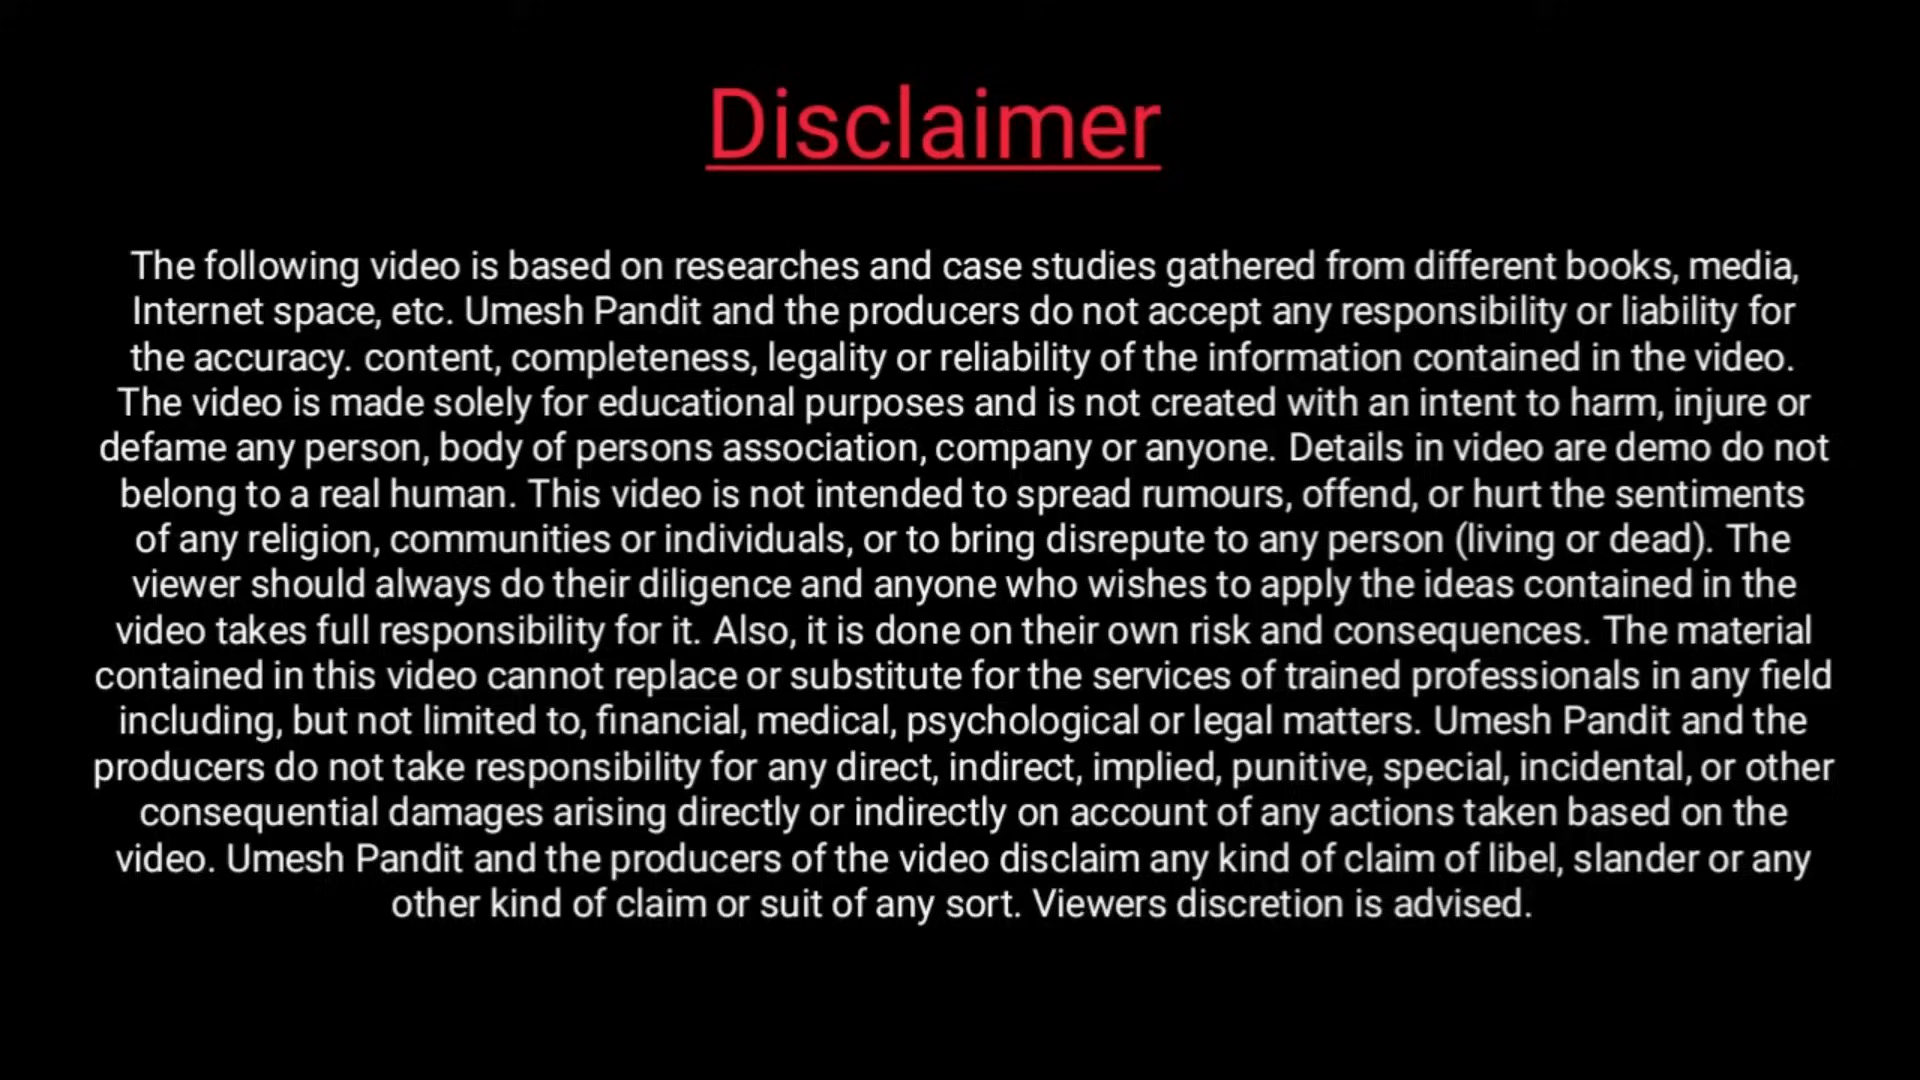 Disclaimer
The following video is based on researches and case studies gathered from different books, media,
Internet space, etc. Umesh Pandit and the producers do not accept any responsibility or liability for
the accuracy. content, completeness, legality or reliability of the information contained in the video.
The video is made solely for educational purposes and is not created with an intent to harm, injure or
defame any person, body of persons association, company or anyone. Details in video are demo do not
belong to a real human. This video is not intended to spread rumours, offend, or hurt the sentiments
of any religion, communities or individuals, or to bring disrepute to any person (living or dead). The
viewer should always do their diligence and anyone who wishes to apply the ideas contained in the
video takes full responsibility for it. Also, it is done on their own risk and consequences. The material
contained in this video cannot replace or substitute for the services of trained professionals in any field
including, but not limited to, financial, medical, psychological or legal matters. Umesh Pandit and the
producers do not take responsibility for any direct, indirect, implied, punitive, special, incidental, or other
consequential damages arising directly or indirectly on account of any actions taken based on the
video. Umesh Pandit and the producers of the video disclaim any kind of claim of libel, slander or any
other kind of claim or suit of any sort. Viewers discretion is advised.